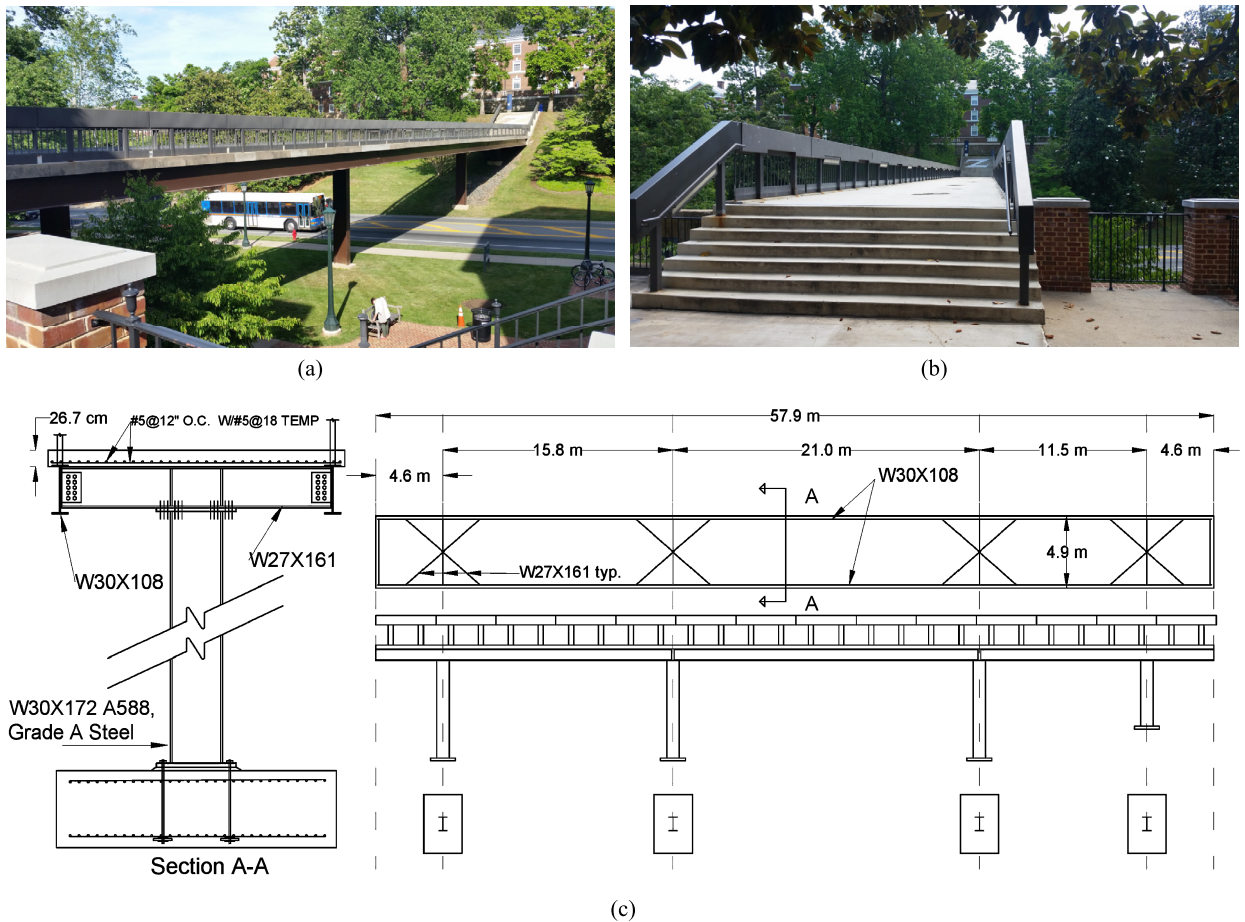 (a)
(b)
26.7 cm
#5@12" O.C. W/#5@18 TEMP
W30X108
W27X161
W30X172 A588,
Grade A Steel
Section A-A
57.9 m
15.8 m
21.0 m
11.5 m
4.6 m
4.6 m
W30X108
A
4.9 m
W27X161 typ.
A
(c)